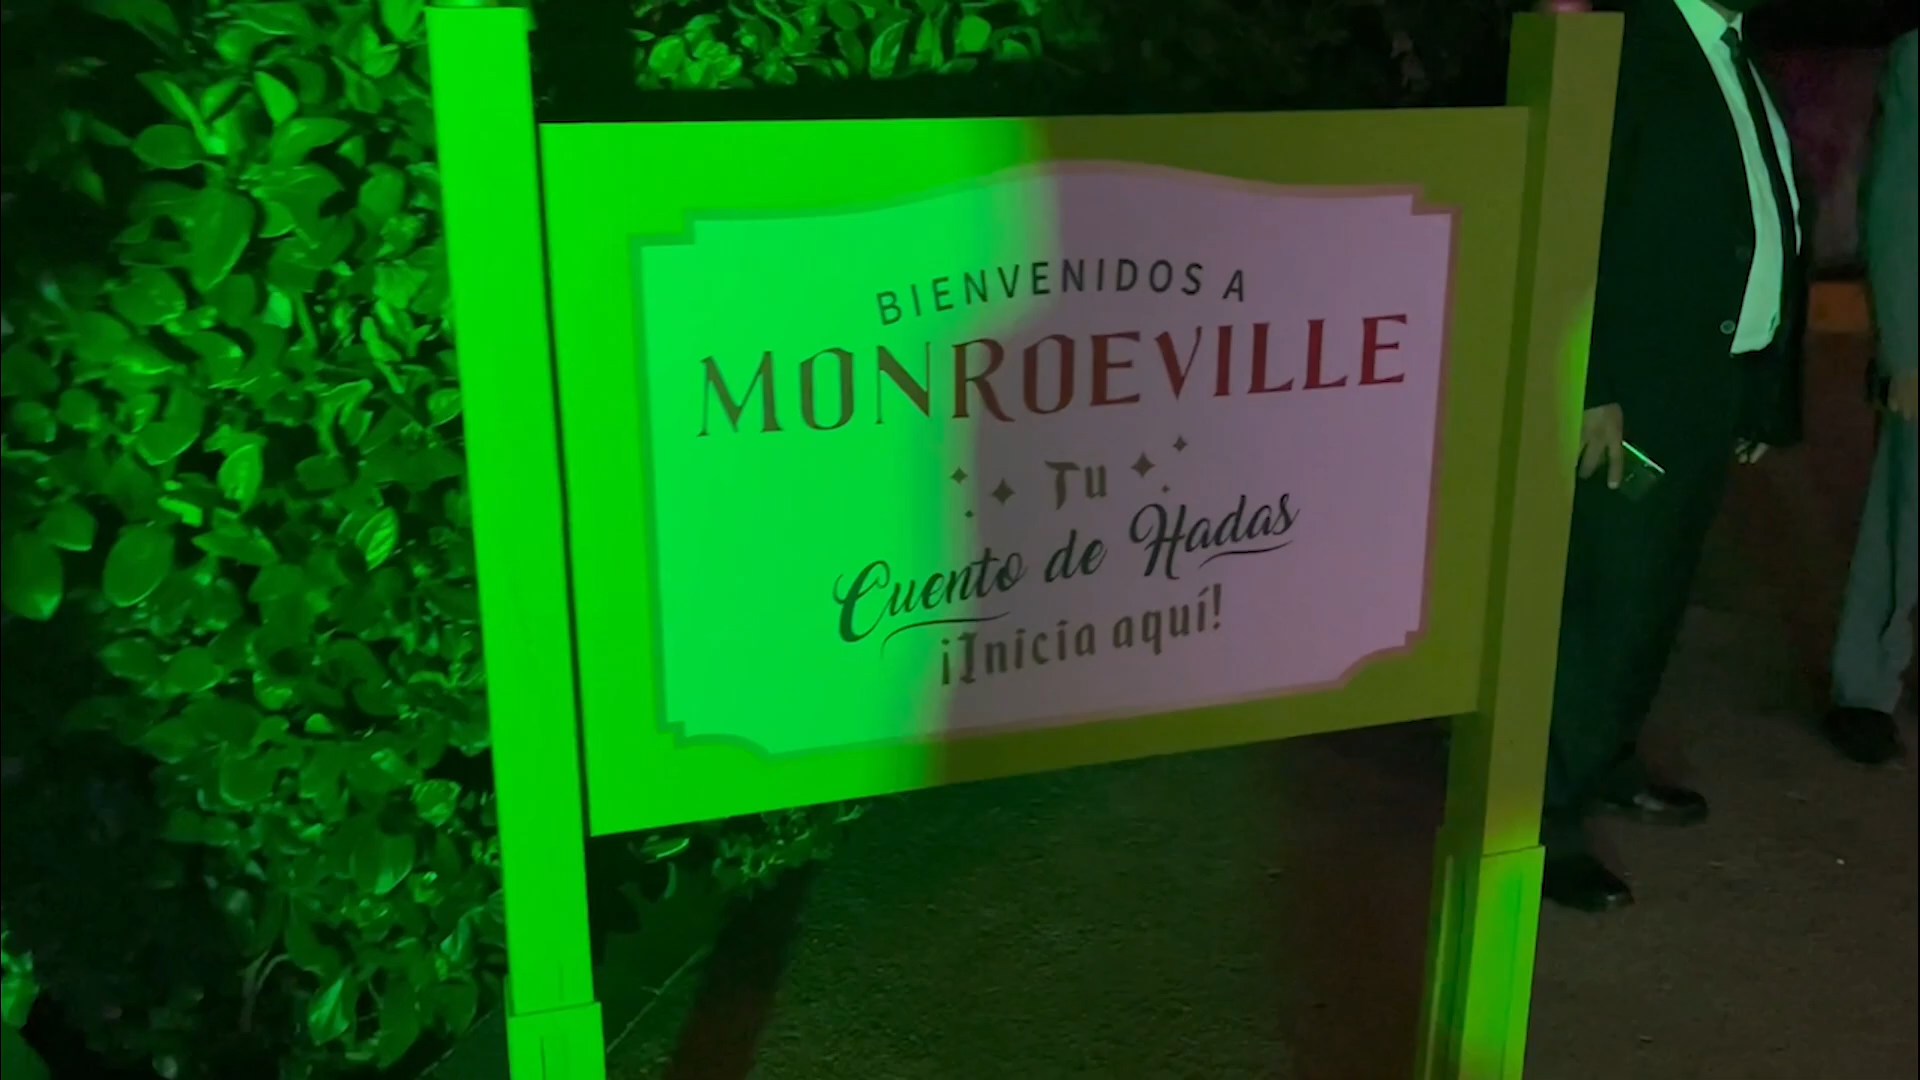 BIENVENIDOS A
MONROEVILLE
Tu
Cuento de Hadas
¡Inicia aquí!